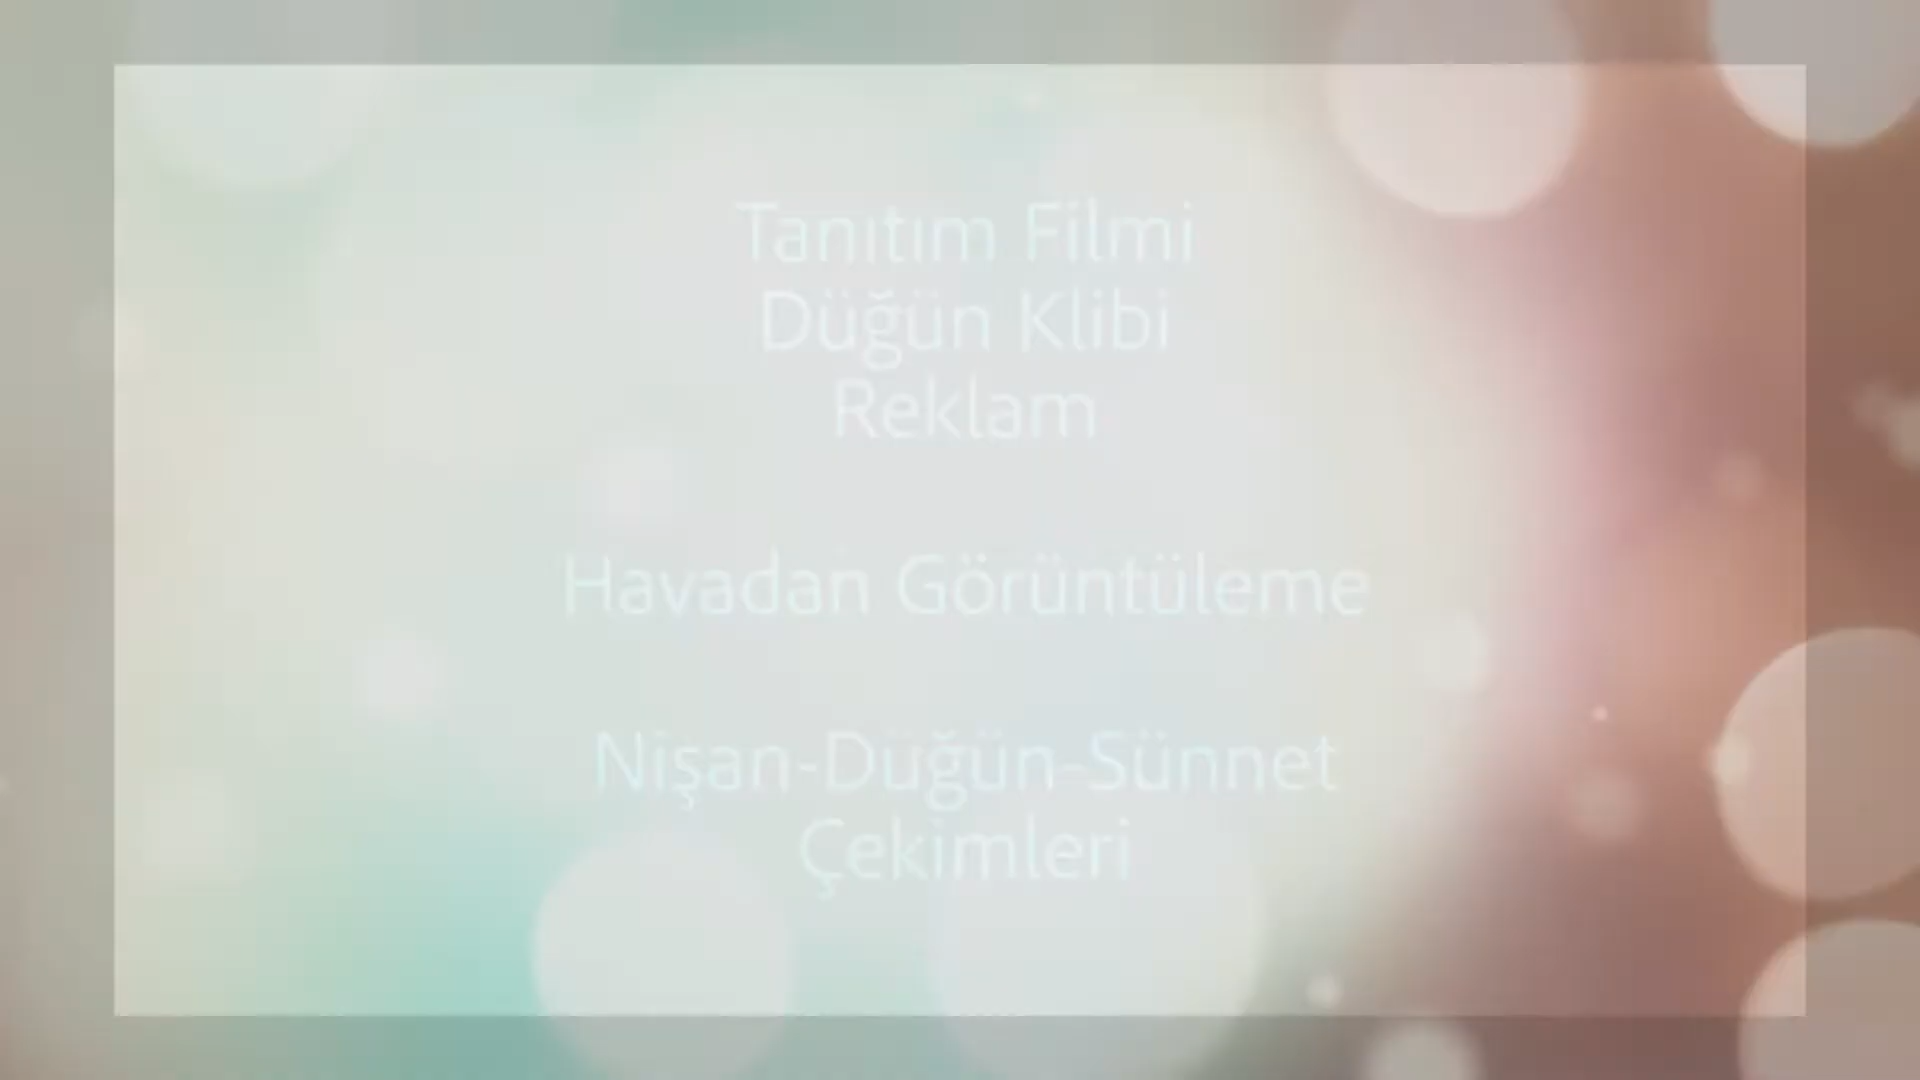 Tanıtım Filmi
Düğün Klibi
Reklam
Havadan Görüntüleme
Nişan-Düğün-Sünnet
Çekimleri